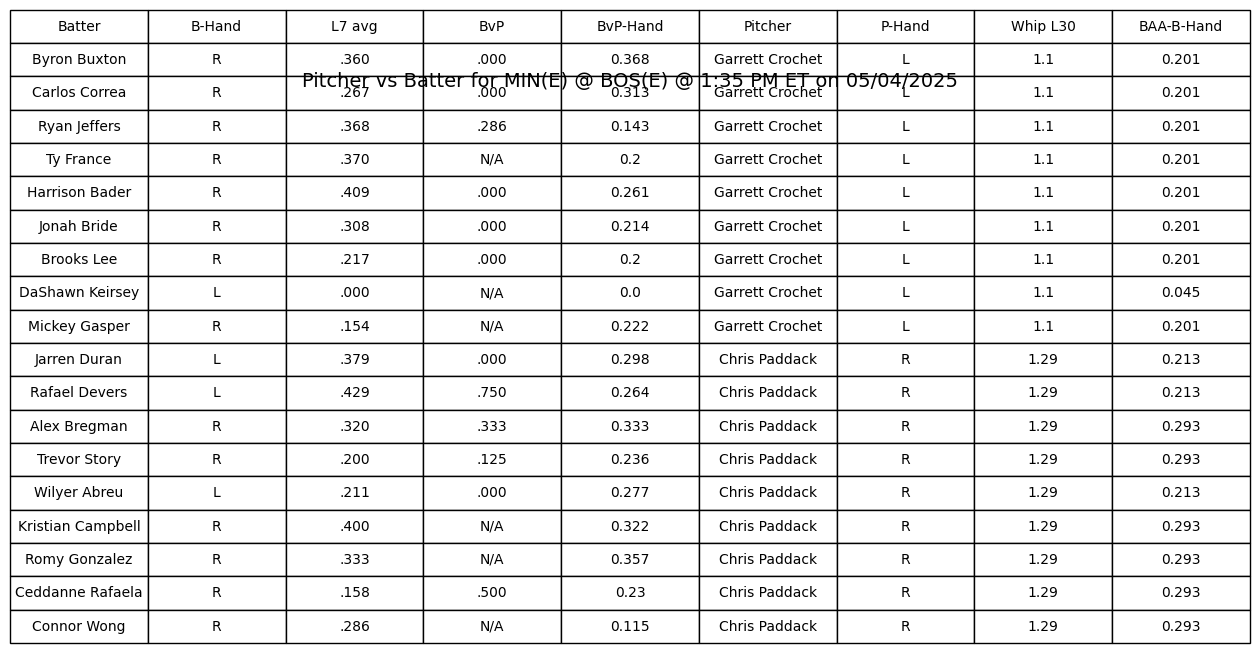 Batter B-Hand L7 avg BvP BvP-Hand Pitcher P-Hand Whip L30 BAA-B-Hand
Byron Buxton R .360 .000 0.368 Garrett Crochet L 1.1 0.201
Pitcher vs Batter for MIN(E) @ BOS(E) @ 1:35 PM ET on 05/04/2025
Carlos Correa R .267 .000 0.313 Garrett Crochet L 1.1 0.201
Ryan Jeffers R .368 .286 0.143 Garrett Crochet L 1.1 0.201
Ty France R .370 N/A 0.2 Garrett Crochet L 1.1 0.201
Harrison Bader R .409 .000 0.261 Garrett Crochet L 1.1 0.201
Jonah Bride R .308 .000 0.214 Garrett Crochet L 1.1 0.201
Brooks Lee R .217 .000 0.2 Garrett Crochet L 1.1 0.201
DaShawn Keirsey L .000 N/A 0.0 Garrett Crochet L 1.1 0.045
Mickey Gasper R .154 N/A 0.222 Garrett Crochet L 1.1 0.201
Jarren Duran L .379 .000 0.298 Chris Paddack R 1.29 0.213
Rafael Devers L .429 .750 0.264 Chris Paddack R 1.29 0.213
Alex Bregman R .320 .333 0.333 Chris Paddack R 1.29 0.293
Trevor Story R .200 .125 0.236 Chris Paddack R 1.29 0.293
Wilyer Abreu L .211 .000 0.277 Chris Paddack R 1.29 0.213
Kristian Campbell R .400 N/A 0.322 Chris Paddack R 1.29 0.293
Romy Gonzalez R .333 N/A 0.357 Chris Paddack R 1.29 0.293
Ceddanne Rafaela R .158 .500 0.23 Chris Paddack R 1.29 0.293
Connor Wong R .286 N/A 0.115 Chris Paddack R 1.29 0.293